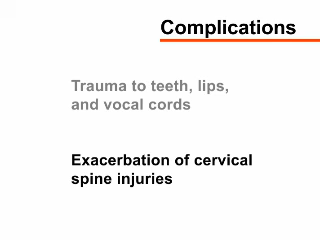 Complications
Trauma to teeth, lips,
and vocal cords
Exacerbation of cervical
spine injuries